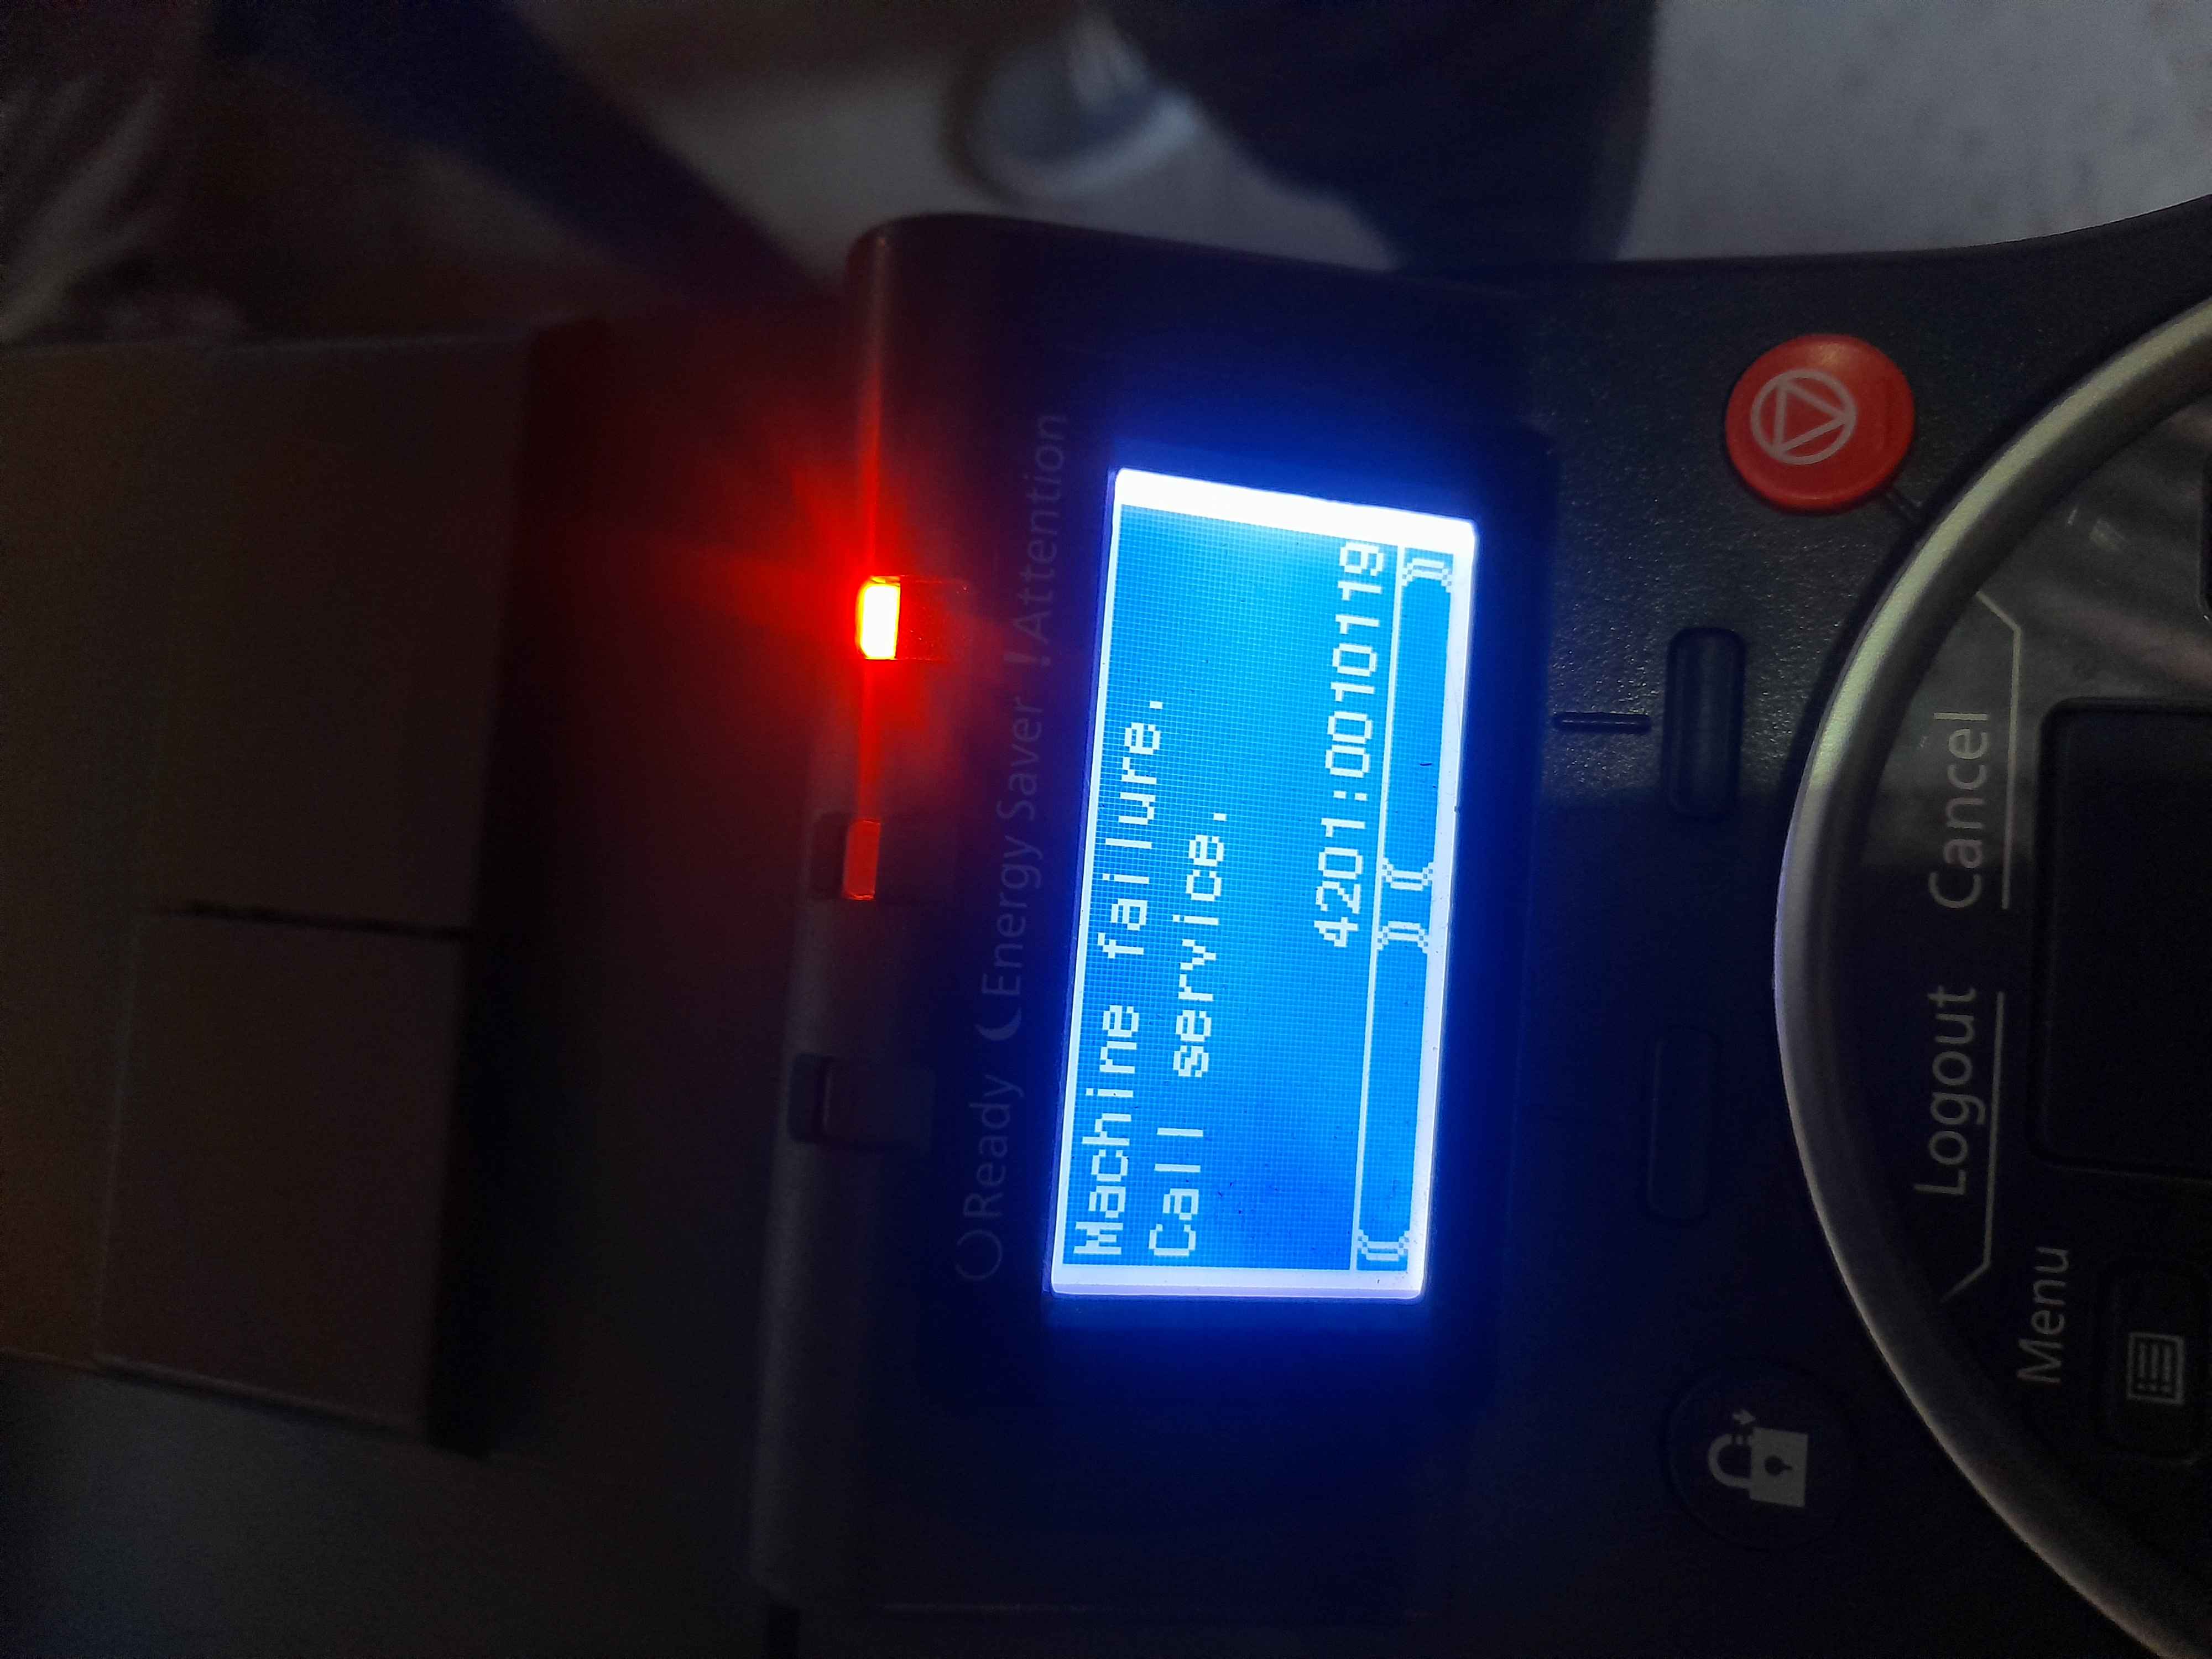 Ready Energy Saver ! Attention
Machine failure.
Call service.
4201:0010119
Menu
Logout Cancel